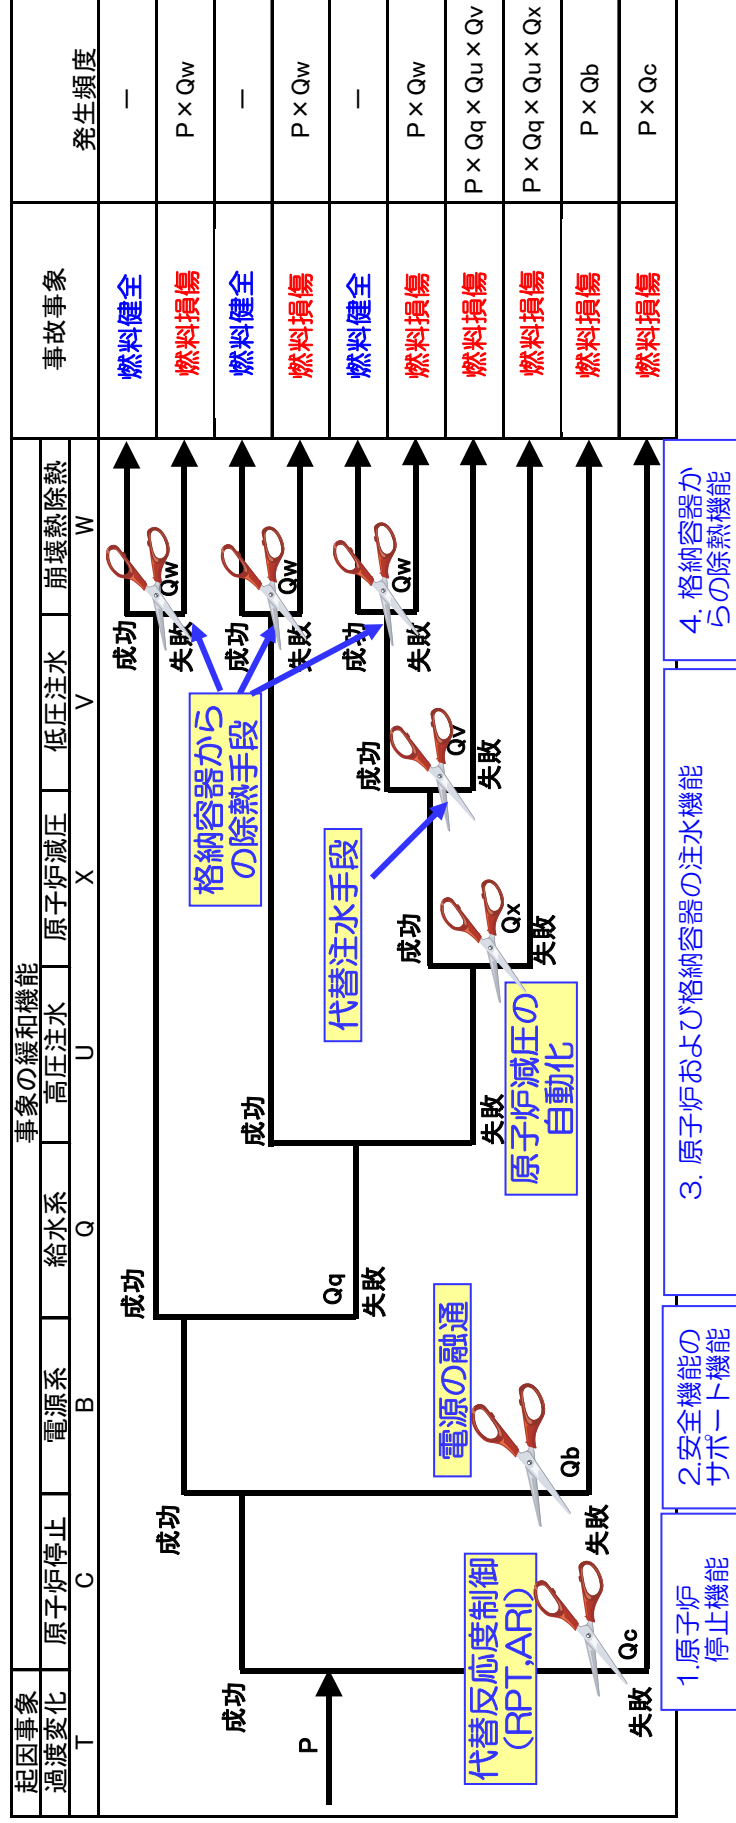 起因事象
事象の緩和機能
事故事象
発生頻度
過渡変化
原子炉停止
電源系
給水系
高圧注水
原子炉減圧
低圧注水
崩壊熱除熱
T
C
B
Q
U
X
V
W
成功
燃料健全
－
成功
失敗
Qw
燃料損傷
P×Qw
成功
成功
燃料健全
－
成功
失敗
Qw
燃料損傷
P×Qw
格納容器から
の除熱手段
成功
P
Qq
失敗
成功
成功
燃料健全
－
代替注水手段
成功
失敗
Qw
燃料損傷
P×Qw
Qv
失敗
燃料損傷
P×Qq×Qu×Qv
失敗
Qx
失敗
燃料損傷
P×Qq×Qu×Qx
原子炉減圧の
自動化
電源の融通
Qb
失敗
燃料損傷
P×Qb
代替反応度制御
(RPT,ARI)
Qc
失敗
燃料損傷
P×Qc
1.原子炉
停止機能
2.安全機能の
サポート機能
3. 原子炉および格納容器の注水機能
4. 格納容器か
らの除熱機能